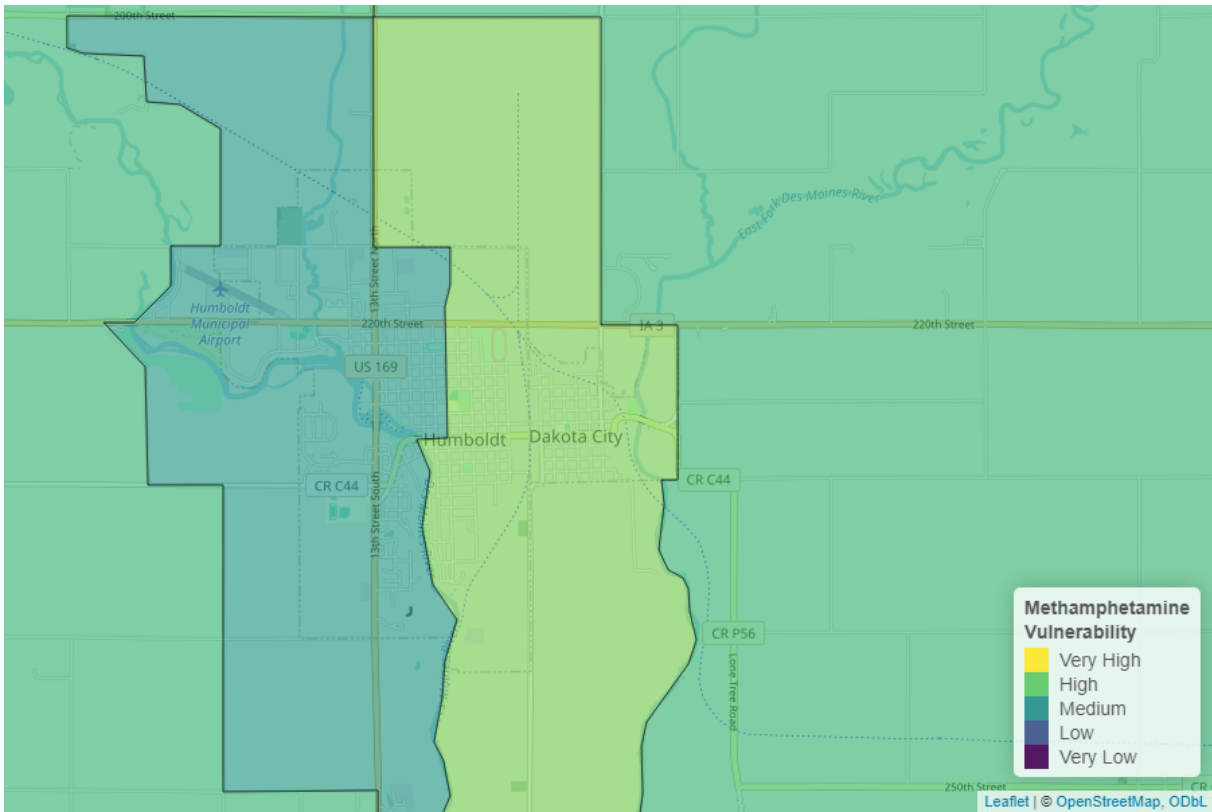 200th Street
East Fork Des Moines River
13th Street North
Humboldt
Municipal
Airport
220th Street
IA 3
220th Street
US 169
Humboldt
Dakota City
CR C44
CR C44
13th Street South
CR P56
Lone Tree Road
250th Street
CR
Methamphetamine
Vulnerability
Very High
High
Medium
Low
Very Low
Leaflet | © OpenStreetMap, ODbL